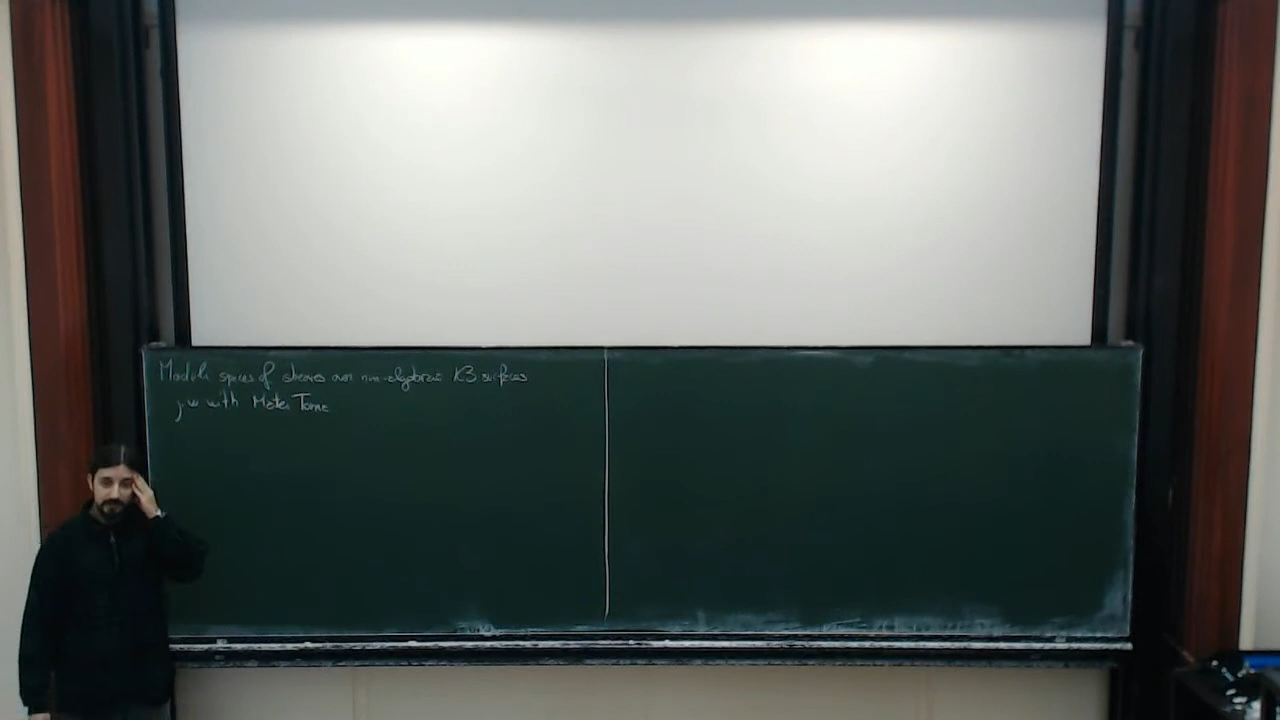 Moduli spaces of sheaves over non-algebraic K3 surfaces
j.w with Matei Toma